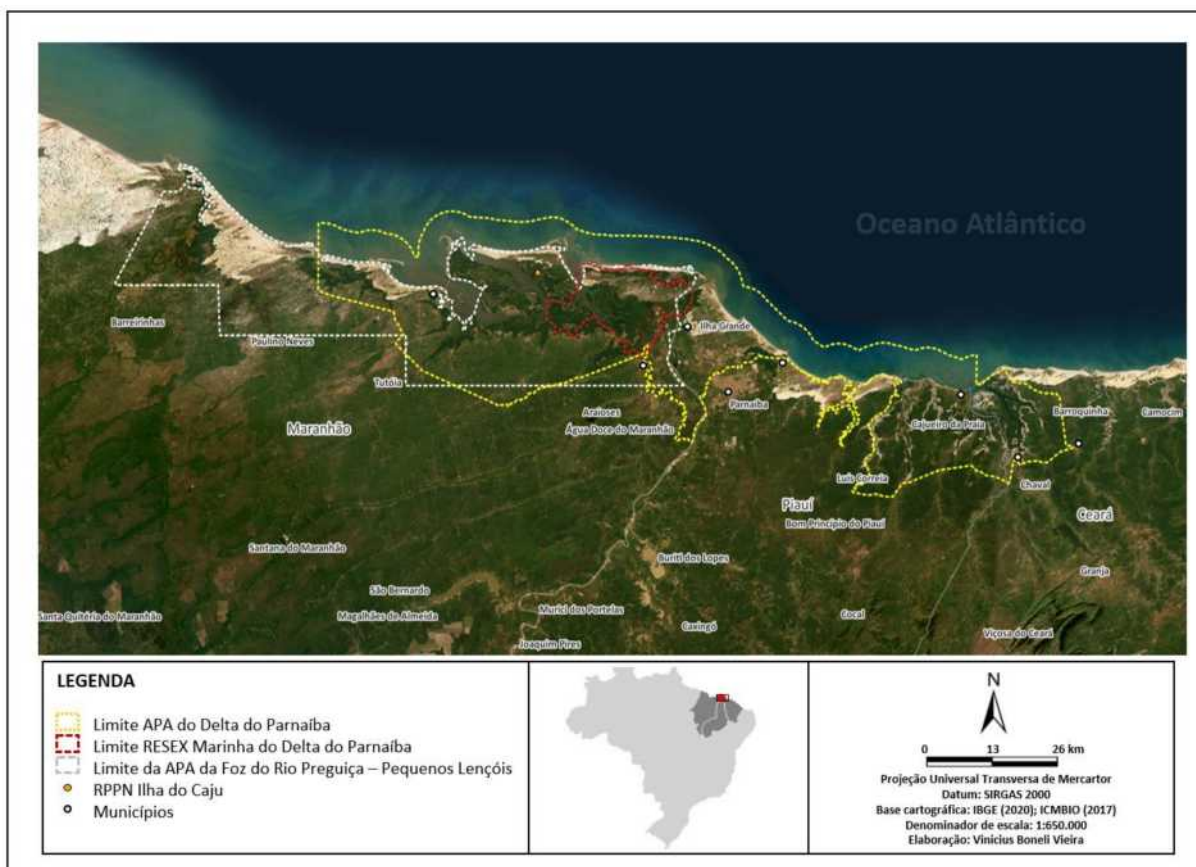 Oceano Atlântico
Ilha Grande
Barreirinhas
Paulino Neves
Tutóia
Parnaíba
Barroquinha
Camocim
Araioses
Cajueiro da Praia
Maranhão
Água Doce do Maranhão
Luís Correia
Chaval
Piauí
Ceará
Bom Princípio do Piauí
Santana do Maranhão
Buriti dos Lopes
Granja
São Bernardo
Santa Quitéria do Maranhão
Magalhães de Almeida
Murici dos Portelas
Caxingó
Cocal
Viçosa do Ceará
Joaquim Pires
LEGENDA
Limite APA do Delta do Parnaíba
Limite RESEX Marinha do Delta do Parnaíba
Limite da APA da Foz do Rio Preguiça – Pequenos Lençóis
RPPN Ilha do Caju
Municípios
N
0 13 26 km
Projeção Universal Transversa de Mercartor
Datum: SIRGAS 2000
Base cartográfica: IBGE (2020); ICMBIO (2017)
Denominador de escala: 1:650.000
Elaboração: Vinicius Boneli Vieira